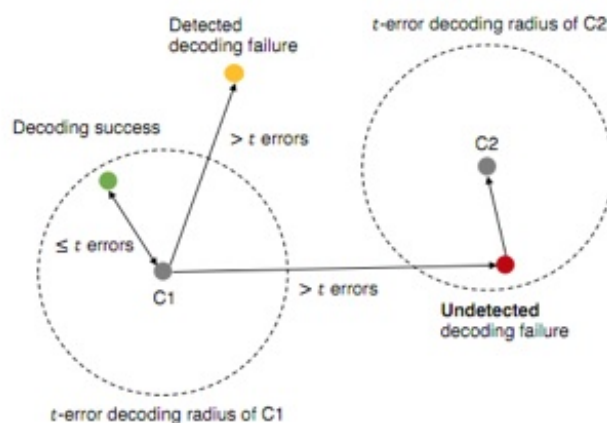 Detected
decoding failure
t-error decoding radius of C2
Decoding success
> t errors
C2
≤ t errors
C1
> t errors
Undetected
decoding failure
t-error decoding radius of C1